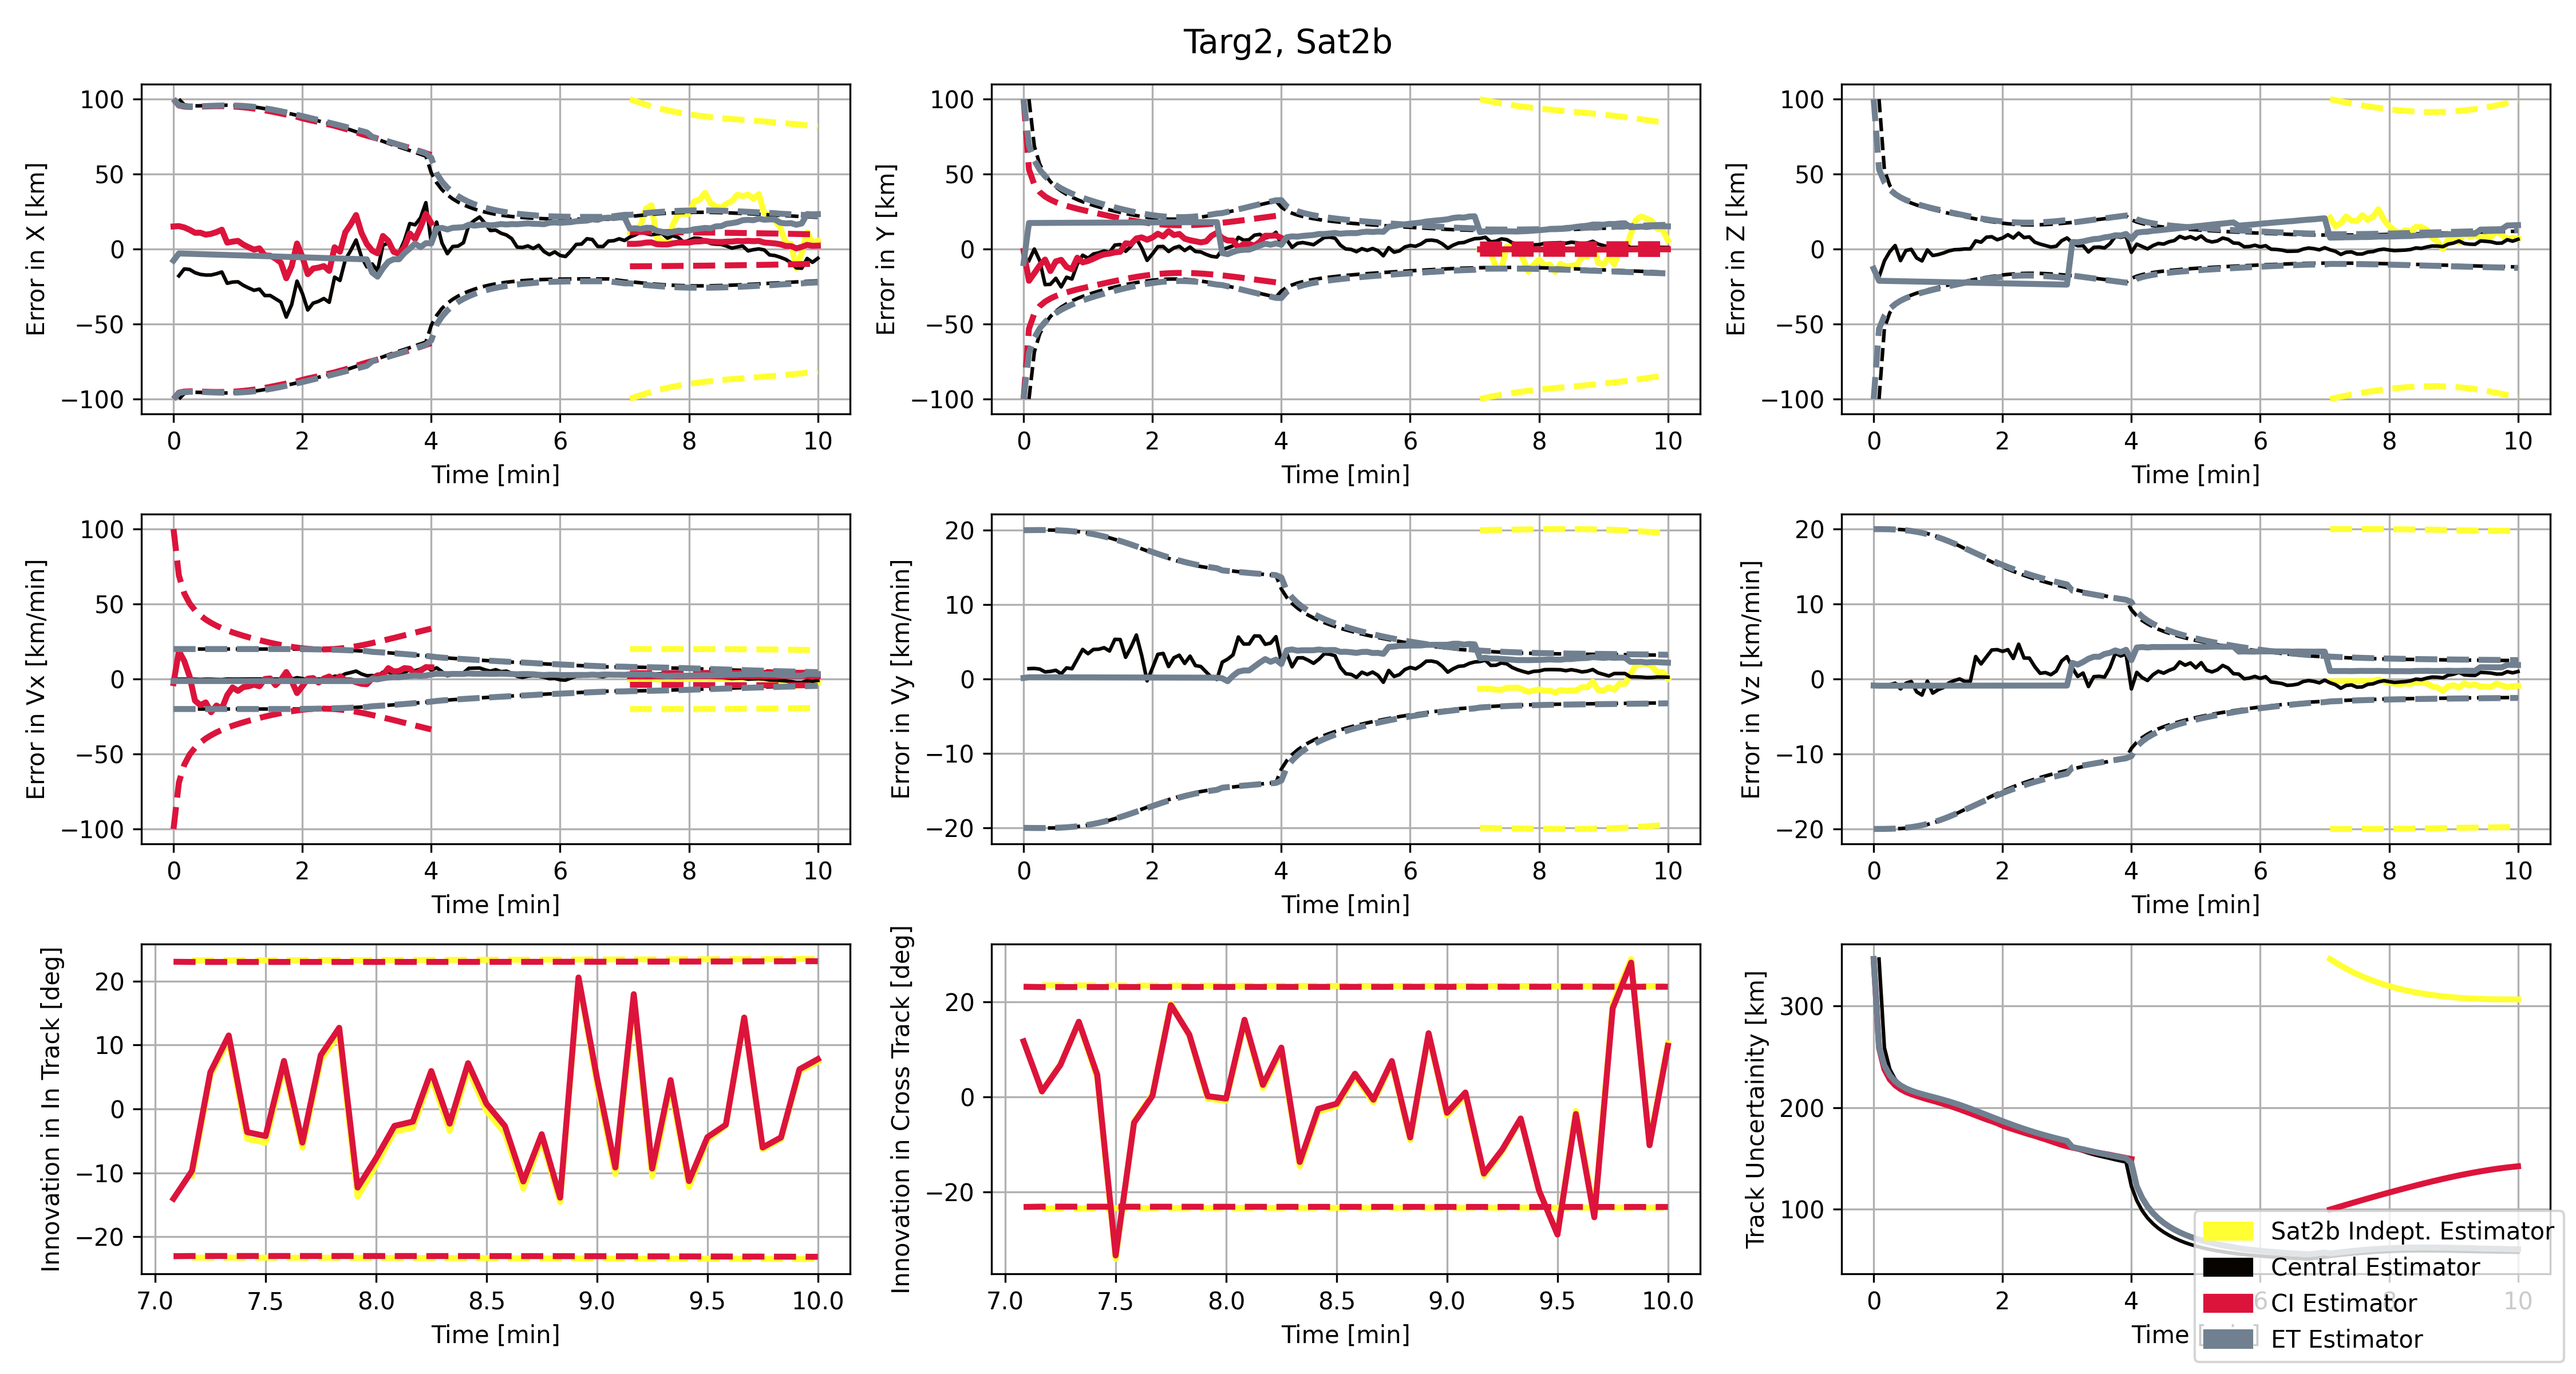 Targ2, Sat2b
Error in X [km]
100
50
0
−50
−100
0 2 4 6 8 10
Time [min]
Error in Y [km]
100
50
0
−50
−100
0 2 4 6 8 10
Time [min]
Error in Z [km]
100
50
0
−50
−100
0 2 4 6 8 10
Time [min]
Error in Vx [km/min]
100
50
0
−50
−100
0 2 4 6 8 10
Time [min]
Error in Vy [km/min]
20
10
0
−10
−20
0 2 4 6 8 10
Time [min]
Error in Vz [km/min]
20
10
0
−10
−20
0 2 4 6 8 10
Time [min]
Innovation in In Track [deg]
20
10
0
−10
−20
7.0 7.5 8.0 8.5 9.0 9.5 10.0
Time [min]
Innovation in Cross Track [deg]
20
0
−20
7.0 7.5 8.0 8.5 9.0 9.5 10.0
Time [min]
Track Uncertainity [km]
300
200
100
0 2 4 6 8 10
Time
Sat2b Indept. Estimator
Central Estimator
CI Estimator
ET Estimator